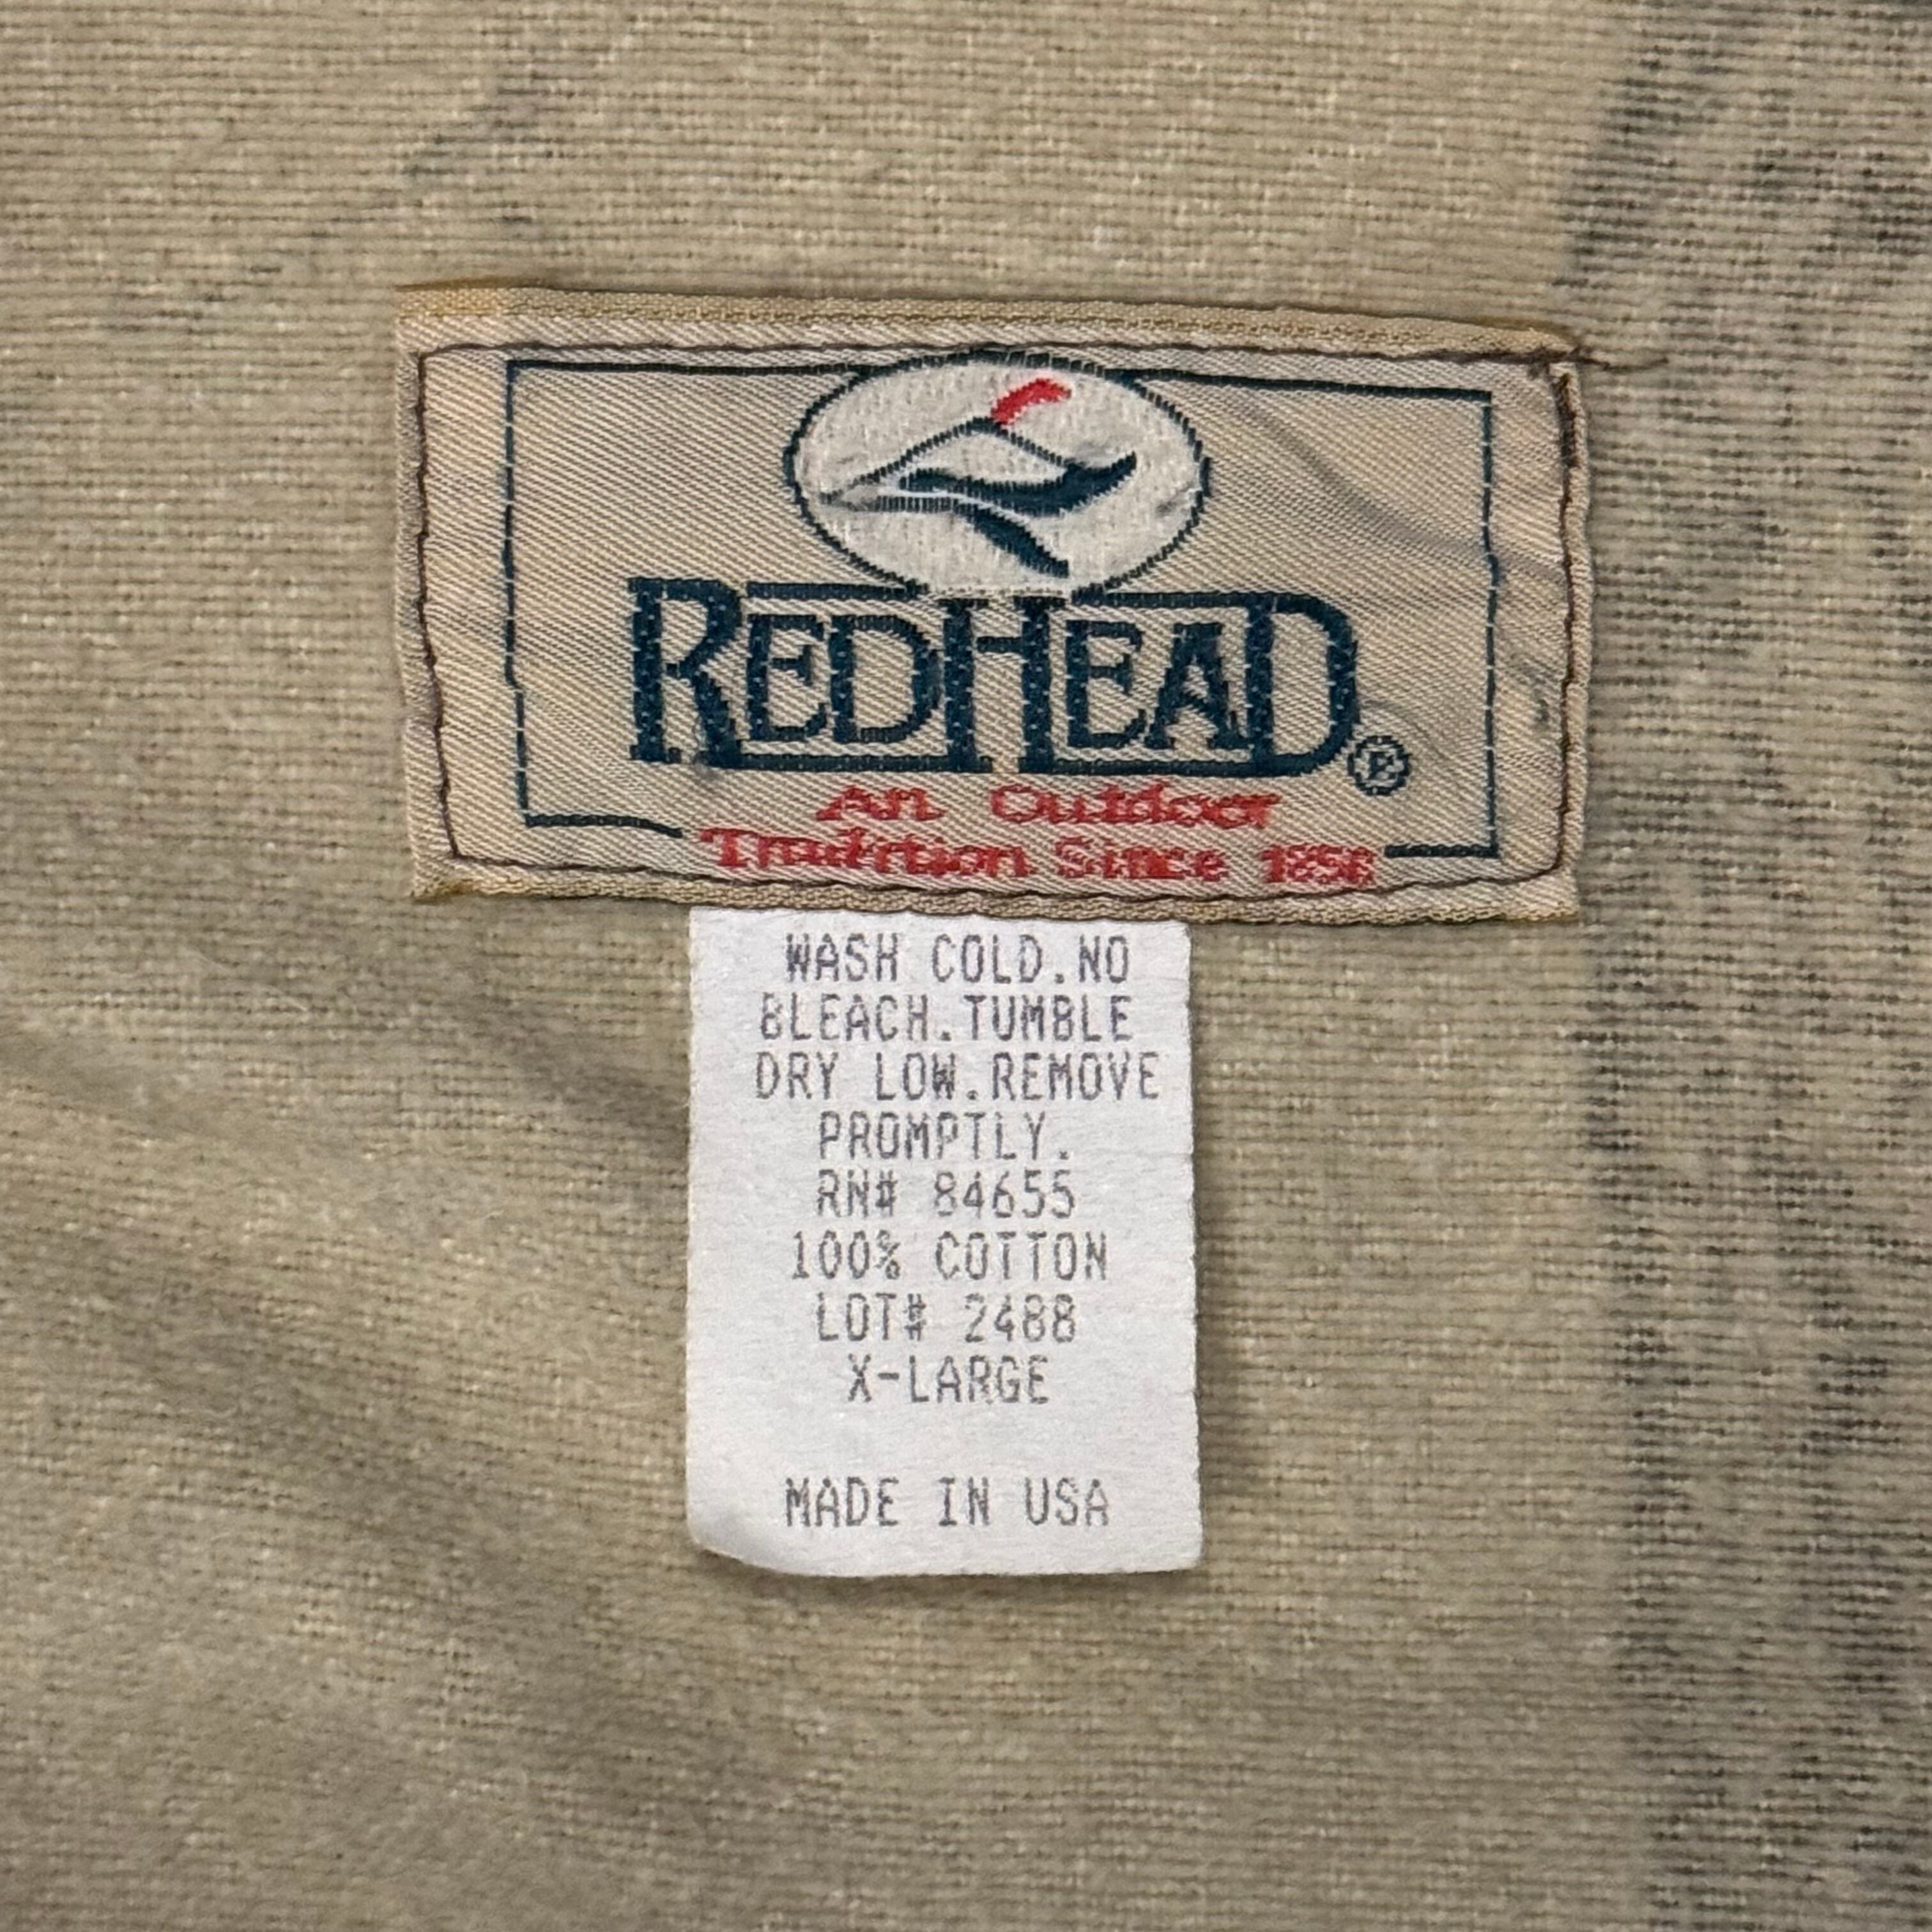 REDHEAD®
An Outdoor
Tradition Since 1856
WASH COLD.NO
BLEACH.TUMBLE
DRY LOW.REMOVE
PROMPTLY.
RN# 84655
100% COTTON
LOT# 2488
X-LARGE
MADE IN USA